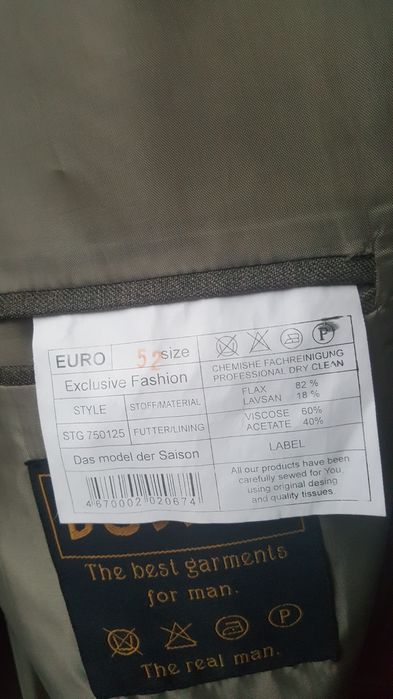 EURO 52 size
Exclusive Fashion
STYLE STOFF/MATERIAL
STG 750125 FUTTER/LINING
Das model der Saison
4 670002 020674
P
CHEMISHE FACHREINIGUNG
PROFESSIONAL DRY CLEAN
FLAX 82 %
LAVSAN 18 %
VISCOSE 60%
ACETATE 40%
LABEL
All our products have been
carefully sewed for You,
using original desing
and quality tissues
The best garments
for man.
P
The real man.